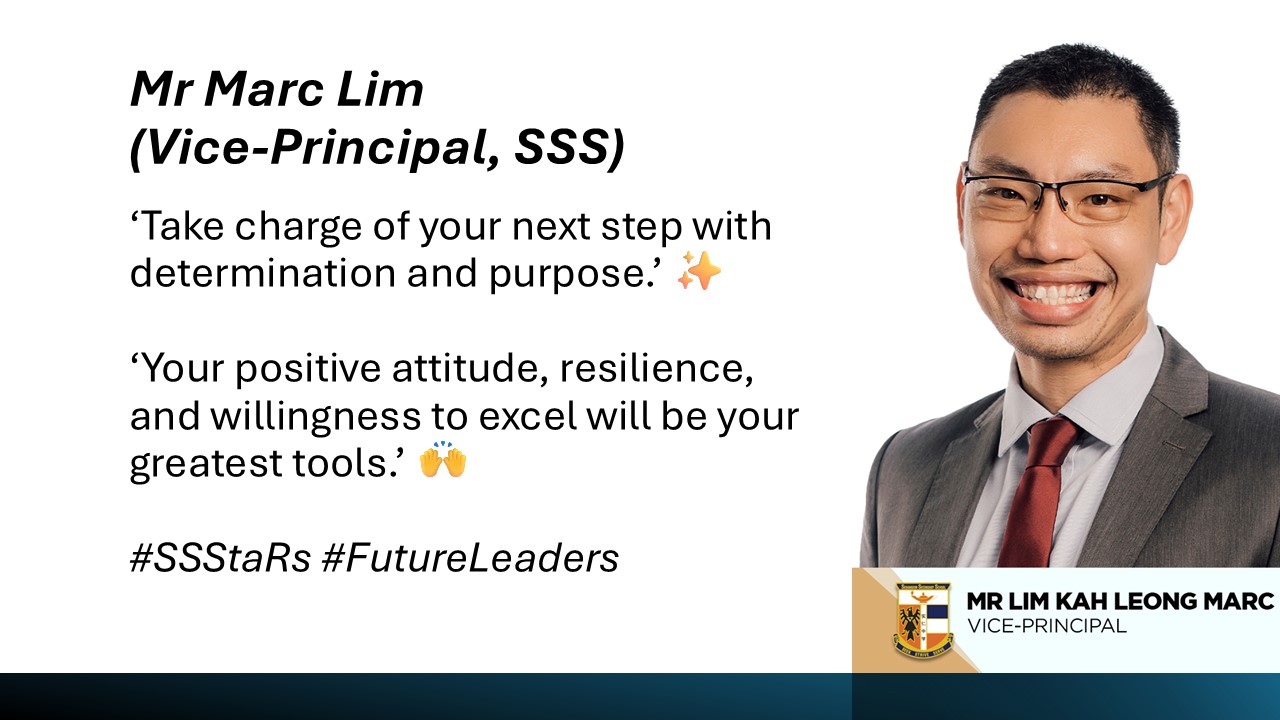 Mr Marc Lim
(Vice-Principal, SSS)
‘Take charge of your next step with
determination and purpose.’ ✨
‘Your positive attitude, resilience,
and willingness to excel will be your
greatest tools.’ 🙌
#SSStaRs #FutureLeaders
MR LIM KAH LEONG MARC
VICE-PRINCIPAL